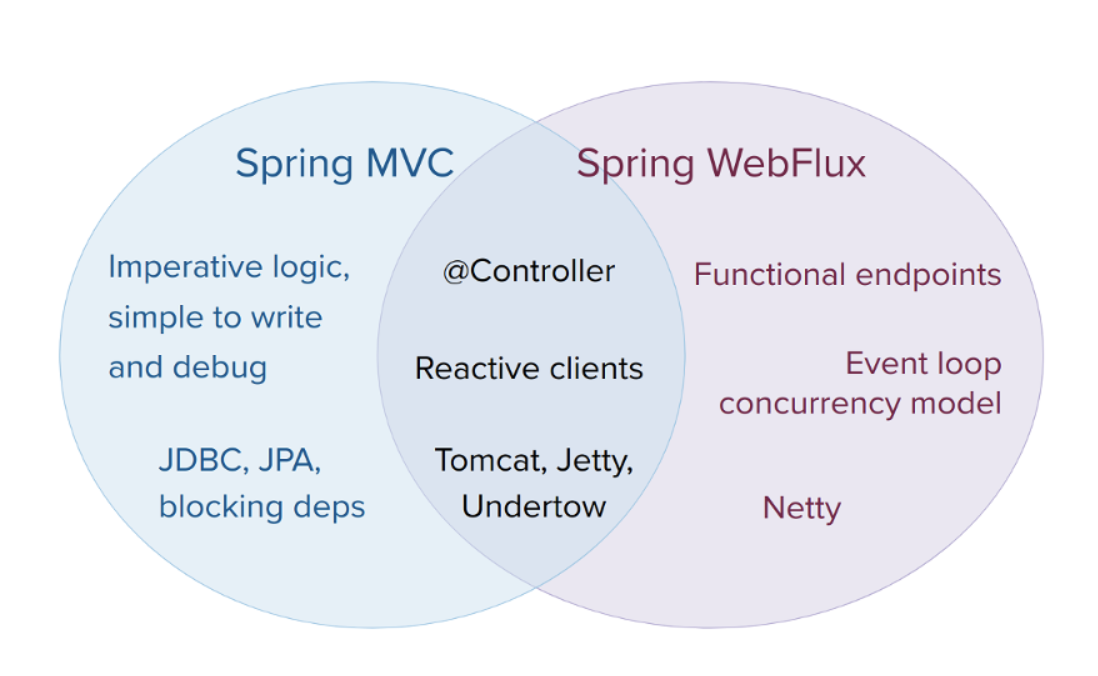 Spring MVC
Spring WebFlux
Imperative logic,
simple to write
and debug
JDBC, JPA,
blocking deps
@Controller
Reactive clients
Tomcat, Jetty,
Undertow
Functional endpoints
Event loop
concurrency model
Netty